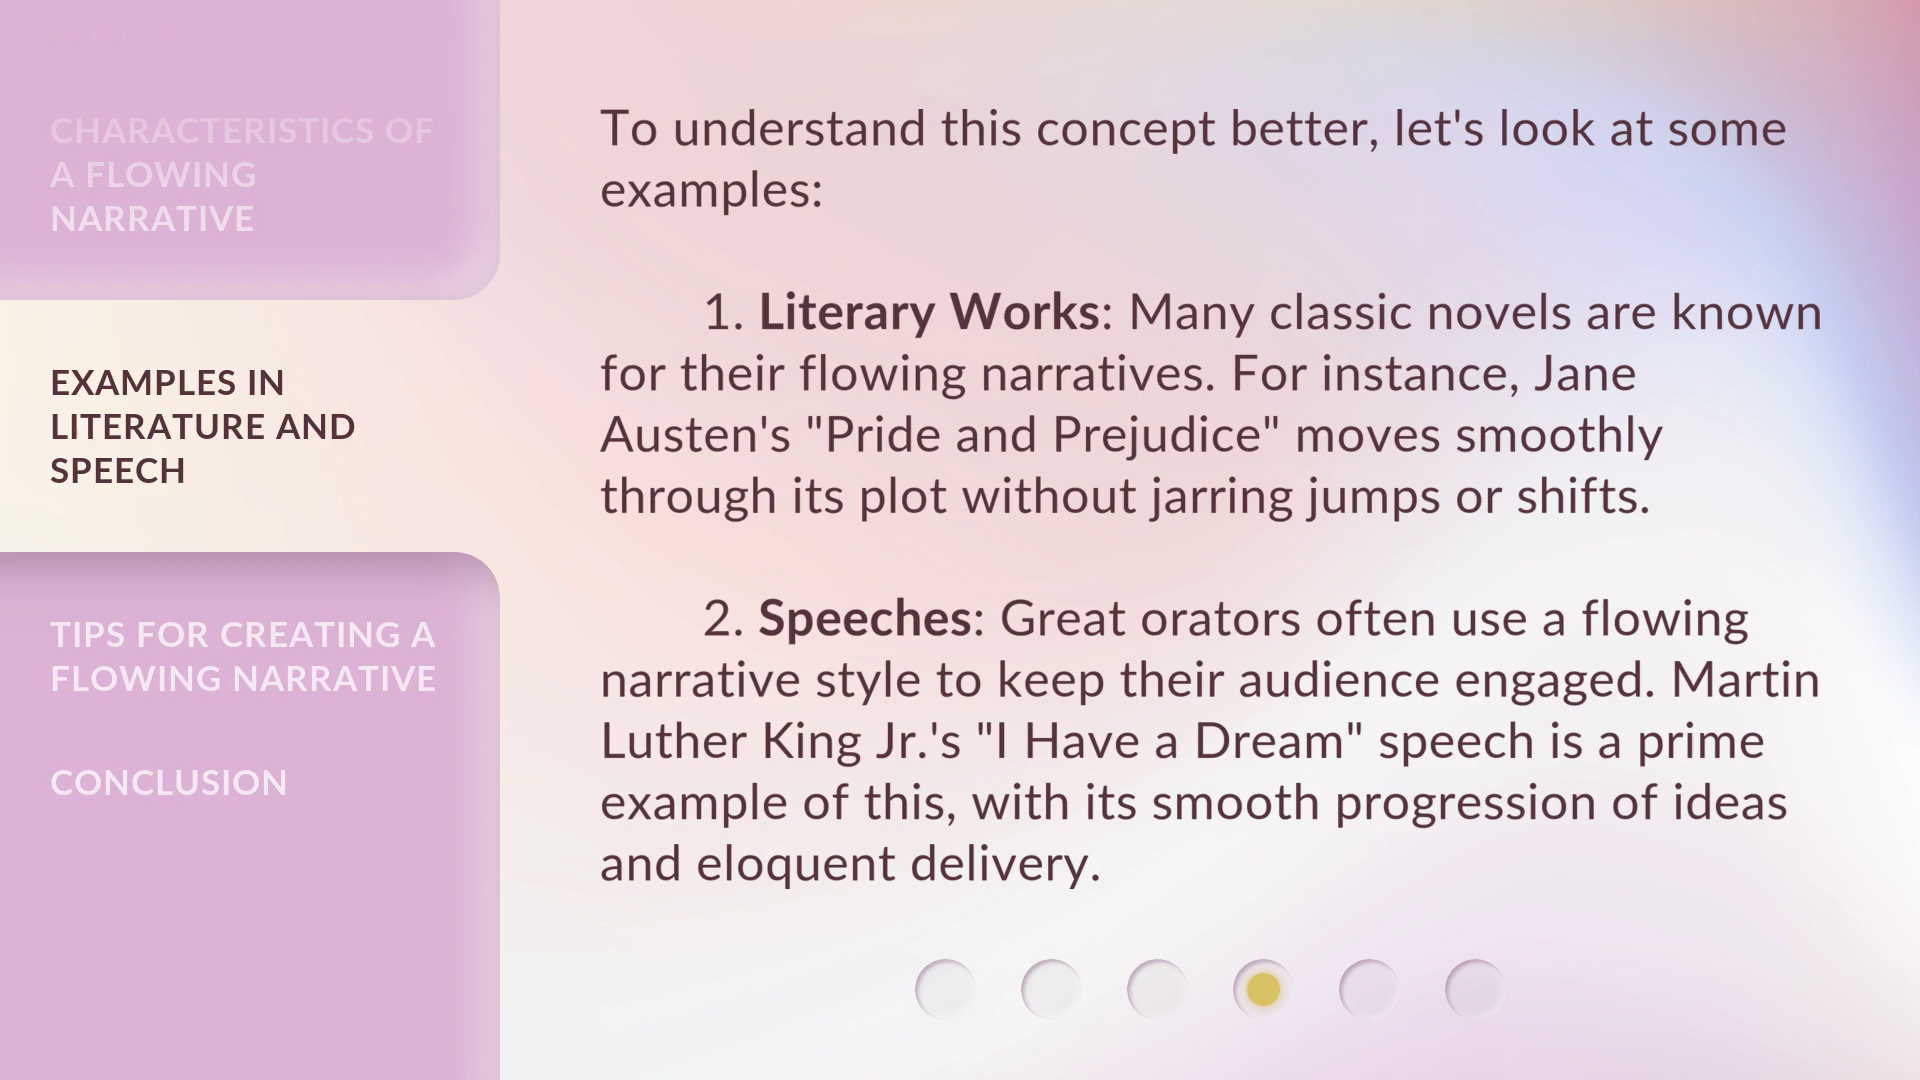 BASICS
CHARACTERISTICS OF
A FLOWING
NARRATIVE
EXAMPLES IN
LITERATURE AND
SPEECH
TIPS FOR CREATING A
FLOWING NARRATIVE
CONCLUSION
To understand this concept better, let's look at some
examples:
1. Literary Works: Many classic novels are known
for their flowing narratives. For instance, Jane
Austen's "Pride and Prejudice" moves smoothly
through its plot without jarring jumps or shifts.
2. Speeches: Great orators often use a flowing
narrative style to keep their audience engaged. Martin
Luther King Jr.'s "I Have a Dream" speech is a prime
example of this, with its smooth progression of ideas
and eloquent delivery.